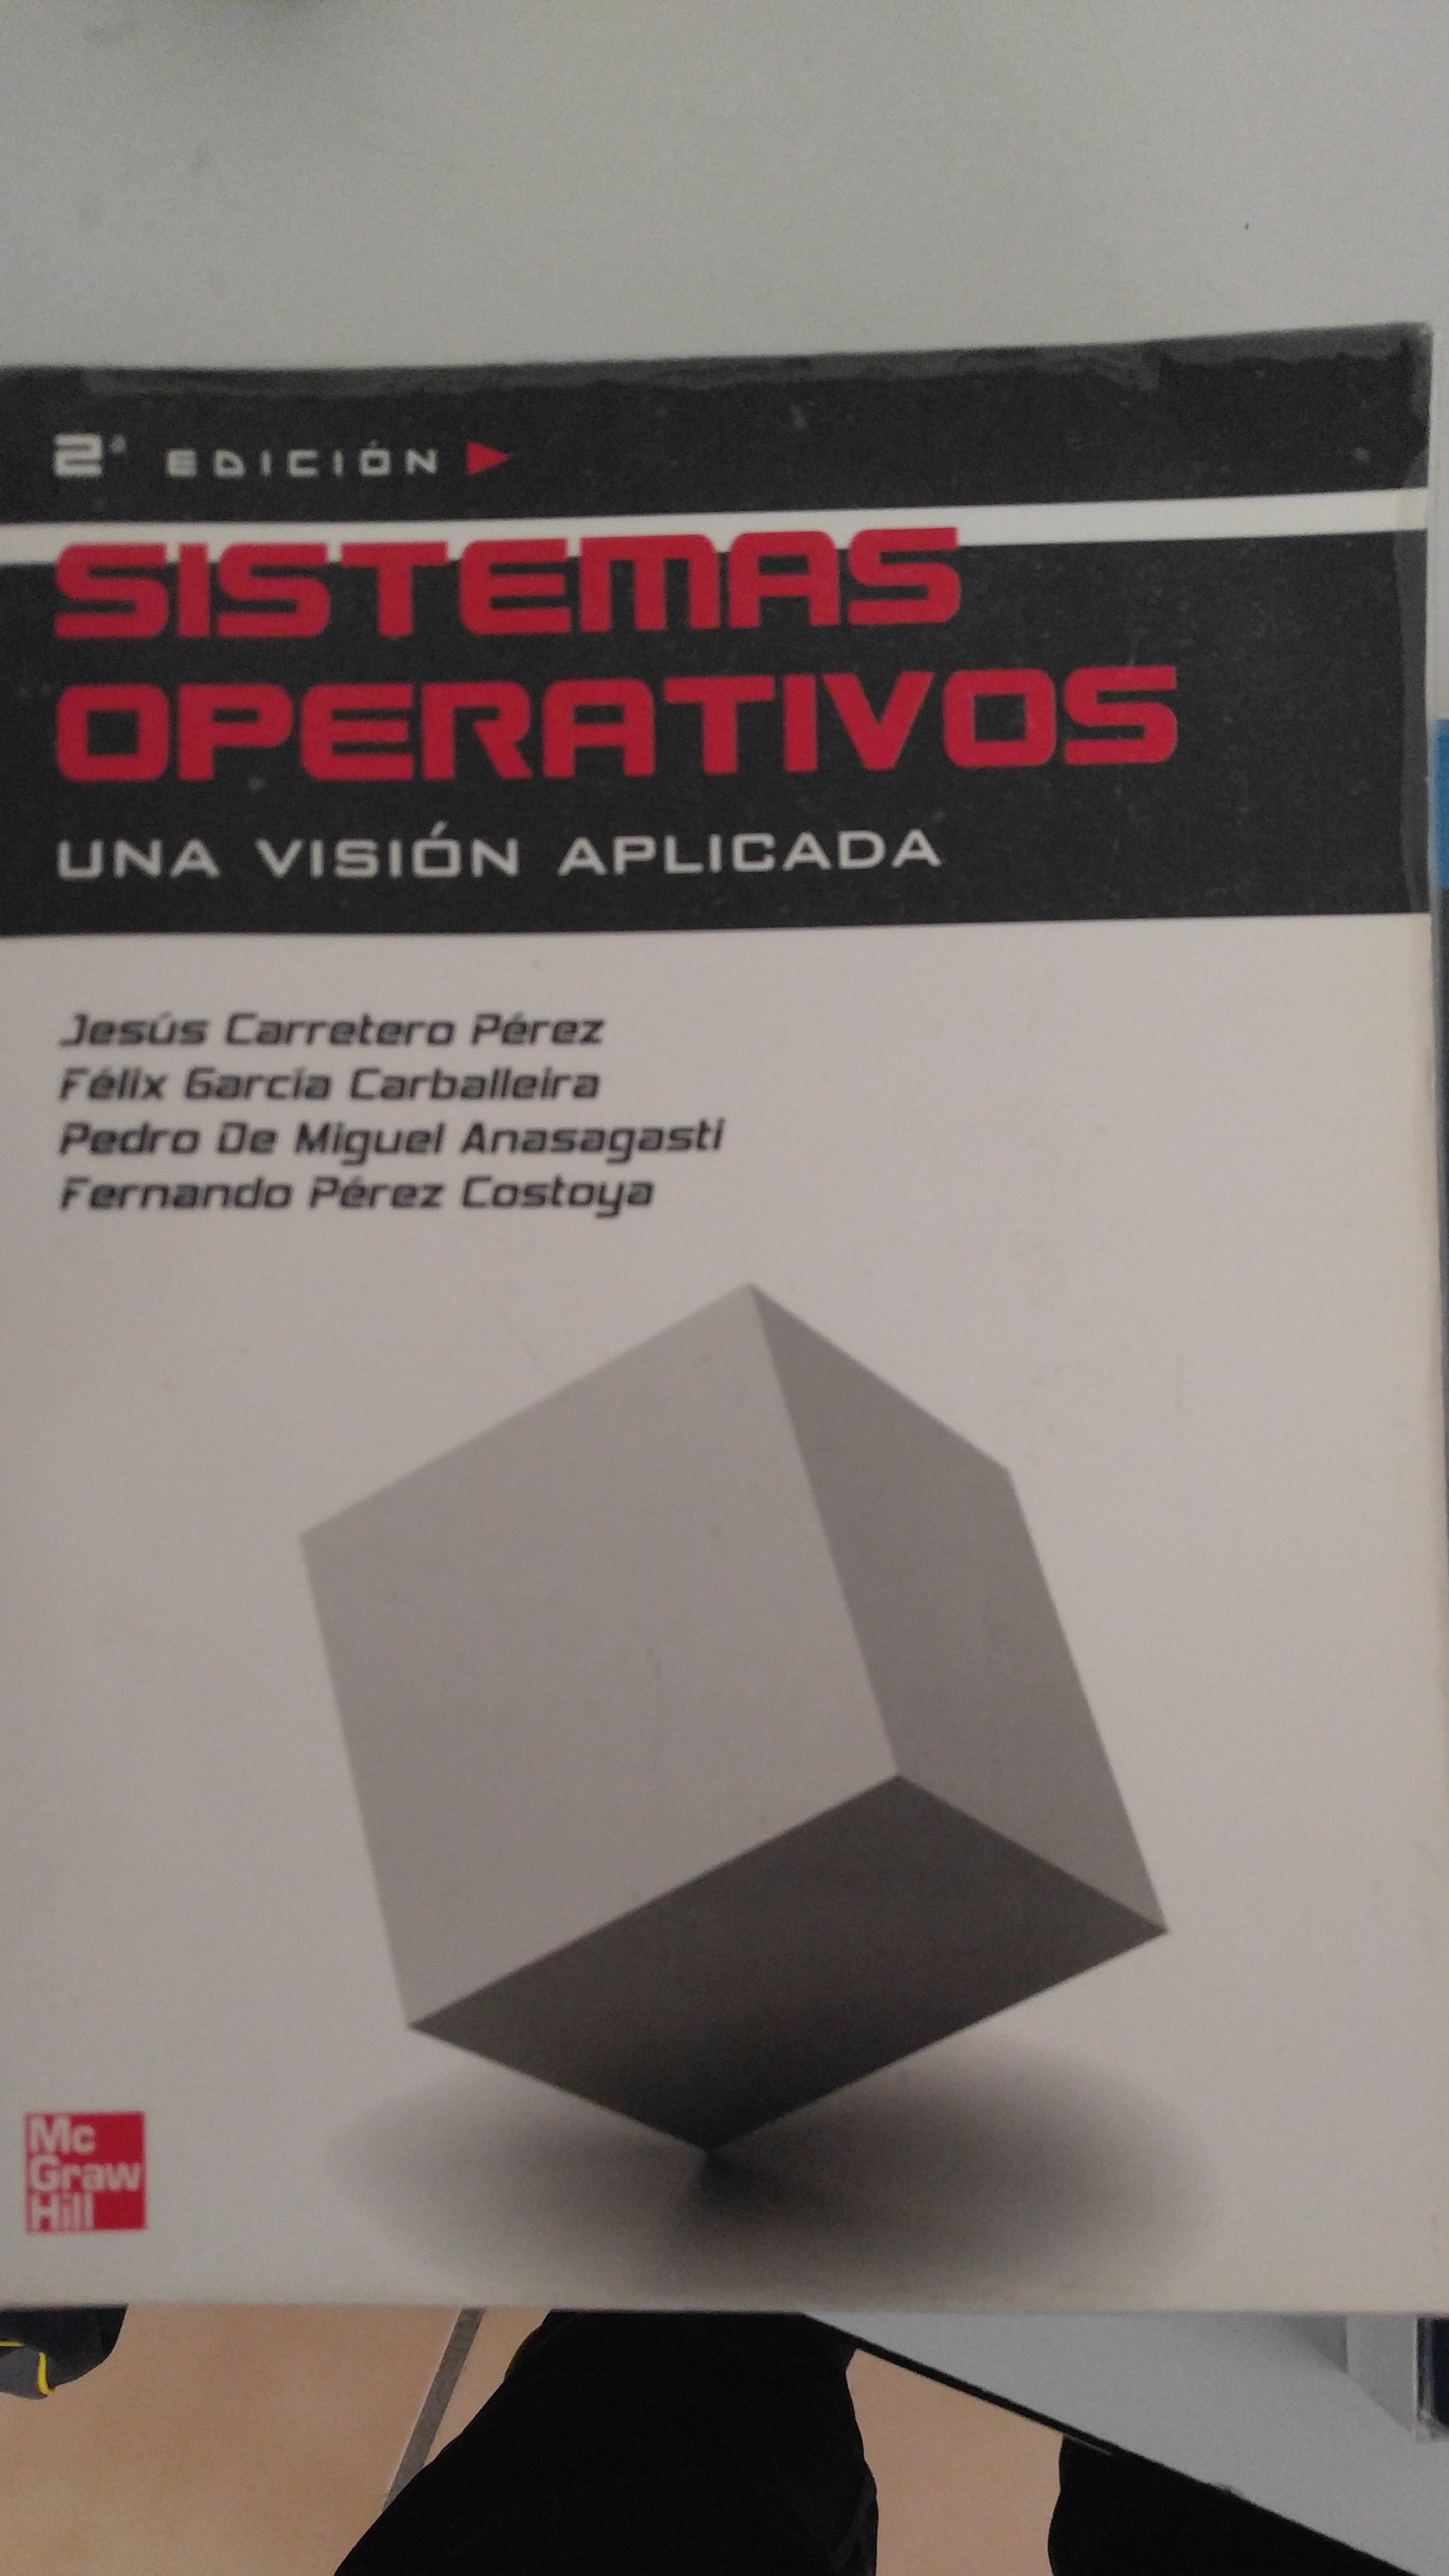 2ª EDICIÓN
SISTEMAS
OPERATIVOS
UNA VISIÓN APLICADA
Jesús Carretero Pérez
Félix García Carballeira
Pedro De Miguel Anasagasti
Fernando Pérez Costoya
Mc
Graw
Hill